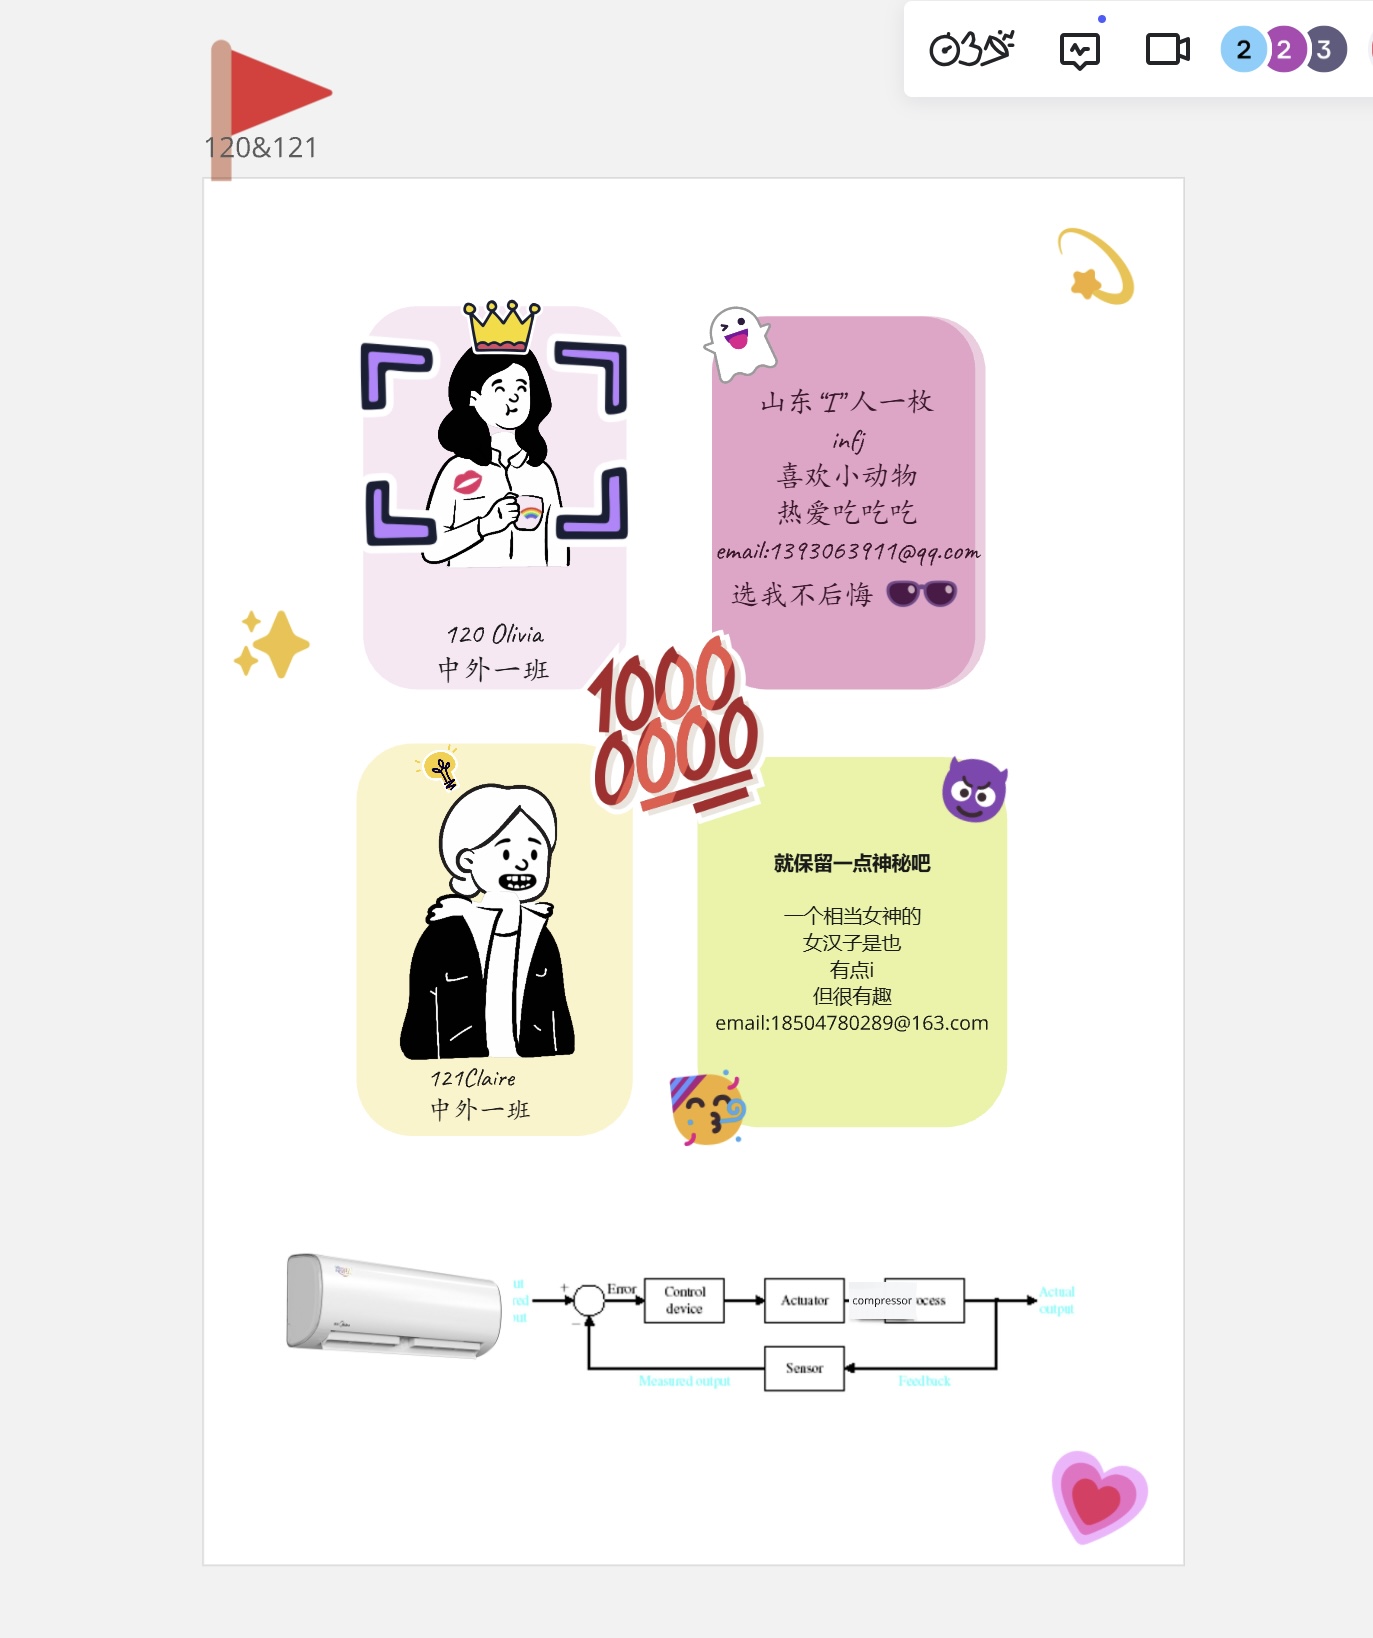 2
2
3
120&121
山东“I”人一枚
infj
喜欢小动物
热爱吃吃吃
email:1393063911@qq.com
选我不后悔
120 Olivia
中外一班
1000
0000
就保留一点神秘吧
一个相当女神的
女汉子是也
有点i
但很有趣
email:18504780289@163.com
121Claire
中外一班
+
Error
Control
device
Actuator
compressor
ocess
Actual
output
−
Sensor
Measured output
Feedback